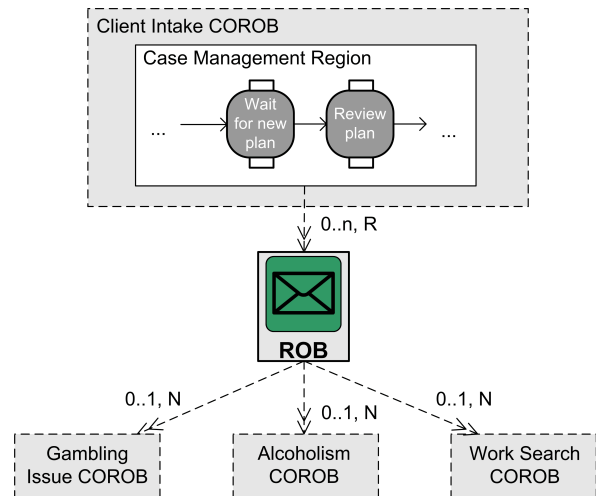 Client Intake COROB
Case Management Region
...
Wait
for new
plan
Review
plan
...
0..n, R
ROB
0..1, N
0..1, N
0..1, N
Gambling
Issue COROB
Alcoholism
COROB
Work Search
COROB